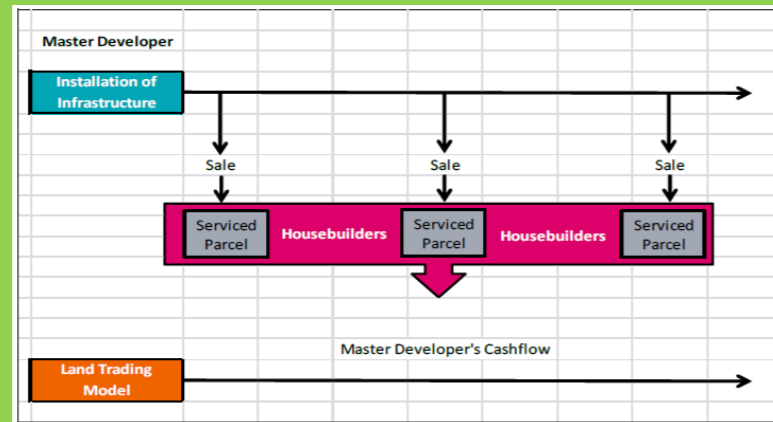 Master Developer
Installation of
Infrastructure
Sale Sale Sale
Serviced Parcel Housebuilders Serviced Parcel Housebuilders Serviced Parcel
Master Developer's Cashflow
Land Trading
Model